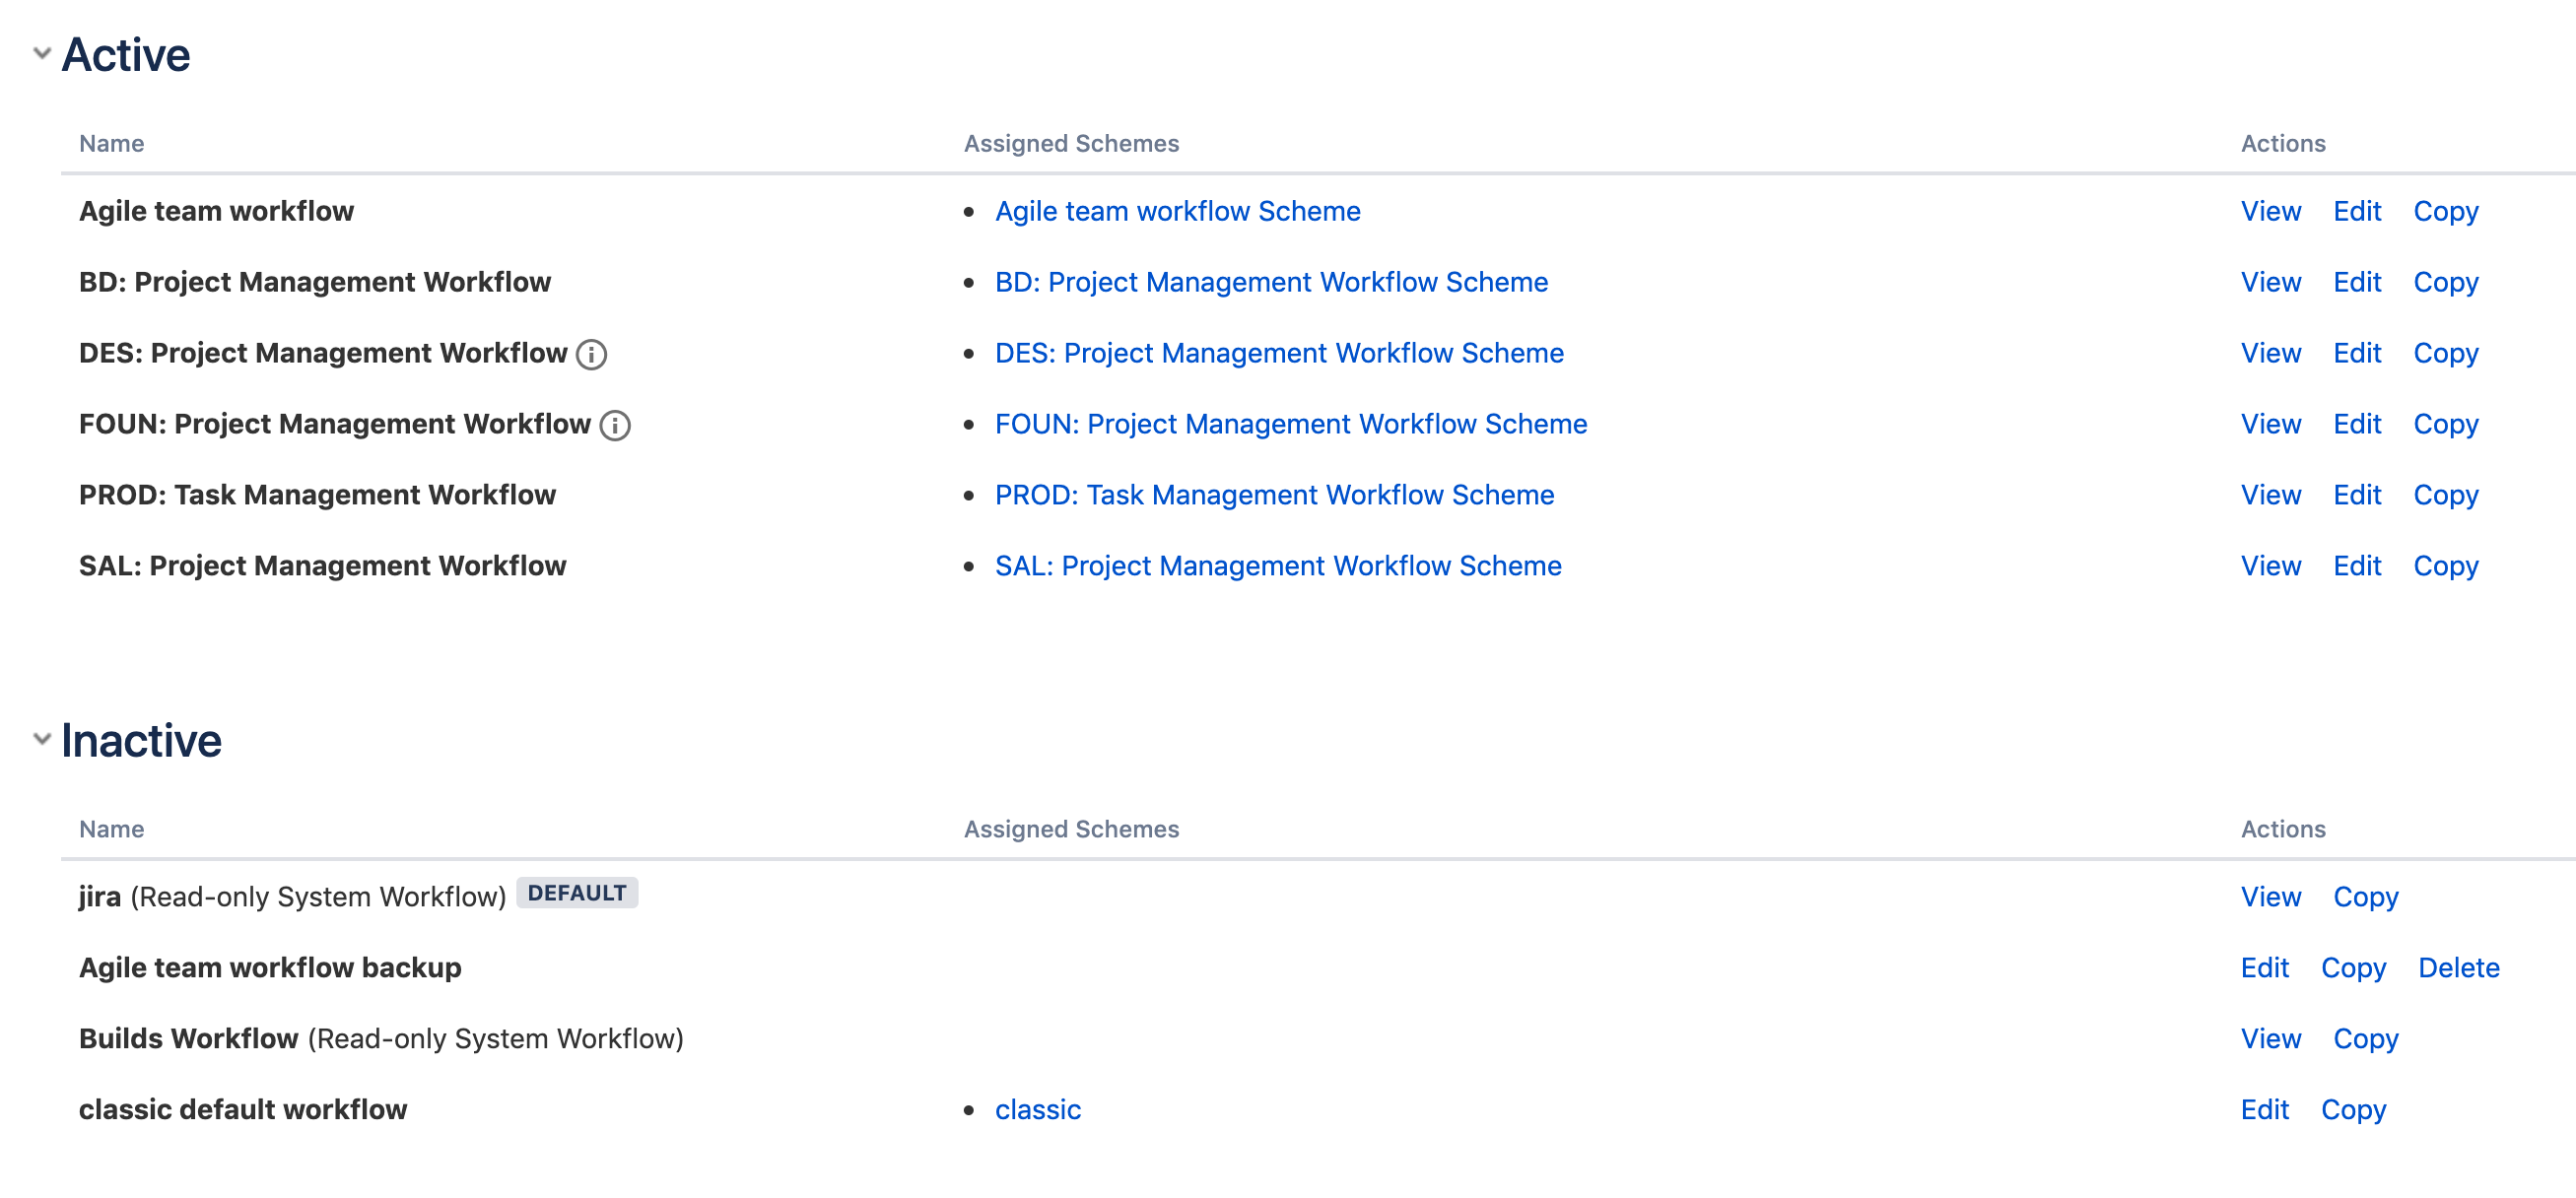 Active
Name Assigned Schemes Actions
Agile team workflow • Agile team workflow Scheme View Edit Copy
BD: Project Management Workflow • BD: Project Management Workflow Scheme View Edit Copy
DES: Project Management Workflow • DES: Project Management Workflow Scheme View Edit Copy
FOUN: Project Management Workflow • FOUN: Project Management Workflow Scheme View Edit Copy
PROD: Task Management Workflow • PROD: Task Management Workflow Scheme View Edit Copy
SAL: Project Management Workflow • SAL: Project Management Workflow Scheme View Edit Copy
Inactive
Name Assigned Schemes Actions
jira (Read-only System Workflow) DEFAULT View Copy
Agile team workflow backup Edit Copy Delete
Builds Workflow (Read-only System Workflow) View Copy
classic default workflow • classic Edit Copy